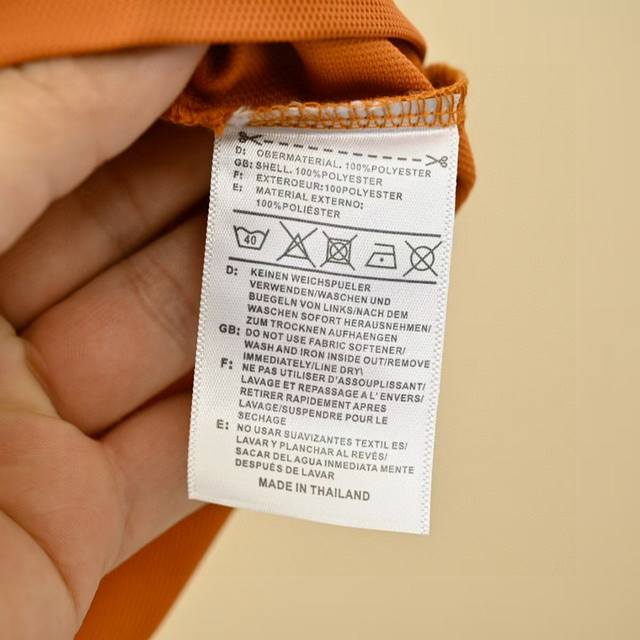 D: OBERMATERIAL. 100%POLYESTER
GB: SHELL. 100%POLYESTER
F: EXTEROEUR:100POLYESTER
E: MATERIAL EXTERNO:
100%POLIÉSTER
40
D: KEINEN WEICHSPUELER
VERWENDEN/WASCHEN UND
BUEGELN VON LINKS/NACH DEM
WASCHEN SOFORT HERAUSNEHMEN/
ZUM TROCKNEN AUFHAENGEN
GB: DO NOT USE FABRIC SOFTENER/
WASH AND IRON INSIDE OUT/REMOVE
IMMEDIATELY/LINE DRY\
F: NE PAS UTILISER D'ASSOUPLISSANT/
LAVAGE ET REPASSAGE A L' ENVERS/
RETIRER RAPIDEMENT APRES
LAVAGE/SUSPENDRE POUR LE
SECHAGE
E: NO USAR SUAVIZANTES TEXTIL ES/
LAVAR Y PLANCHAR AL REVÉS/
SACAR DEL AGUA INMEDIATA MENTE
DESPUÉS DE LAVAR
MADE IN THAILAND